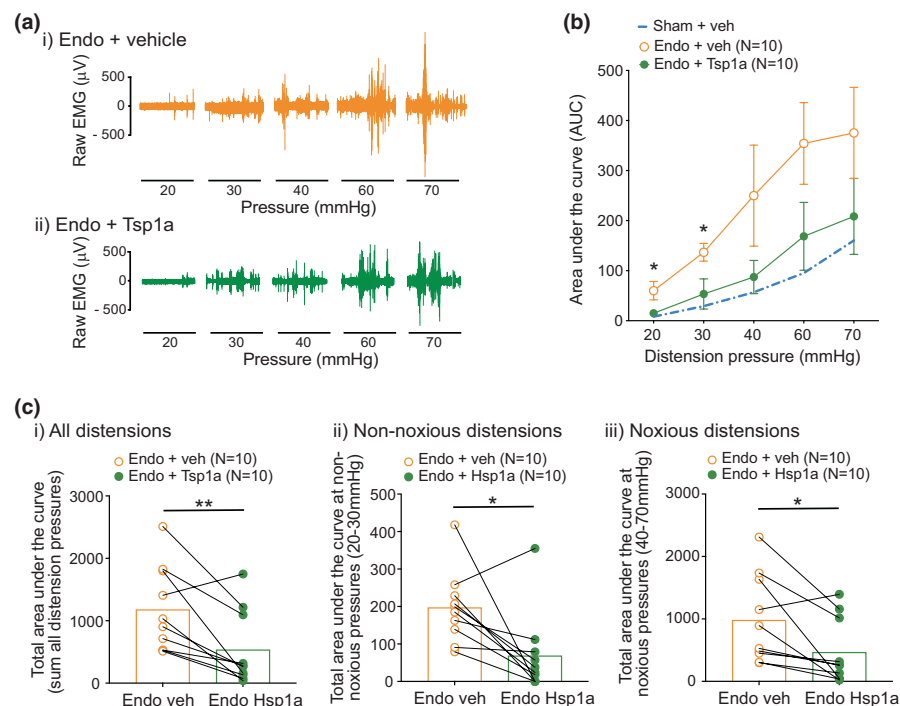 (a)
i) Endo + vehicle
Raw EMG (µV)
500
0
- 500
20 30 40 60 70
Pressure (mmHg)
ii) Endo + Tsp1a
Raw EMG (µV)
500
0
- 500
20 30 40 60 70
Pressure (mmHg)
(b)
Sham + veh
Endo + veh (N=10)
Endo + Tsp1a (N=10)
Area under the curve (AUC)
500
400
300
200
100
0
* *
20 30 40 60 70
Distension pressure (mmHg)
(c)
i) All distensions
Endo + veh (N=10)
Endo + Tsp1a (N=10)
Total area under the curve
(sum all distension pressures)
3000
2000
1000
0
**
Endo veh Endo Hsp1a
ii) Non-noxious distensions
Endo + veh (N=10)
Endo + Hsp1a (N=10)
Total area under the curve at non-
noxious pressures (20-30mmHg)
500
400
300
200
100
0
*
Endo veh Endo Hsp1a
iii) Noxious distensions
Endo + veh (N=10)
Endo + Hsp1a (N=10)
Total area under the curve at
noxious pressures (40-70mmHg)
3000
2000
1000
0
*
Endo veh Endo Hsp1a